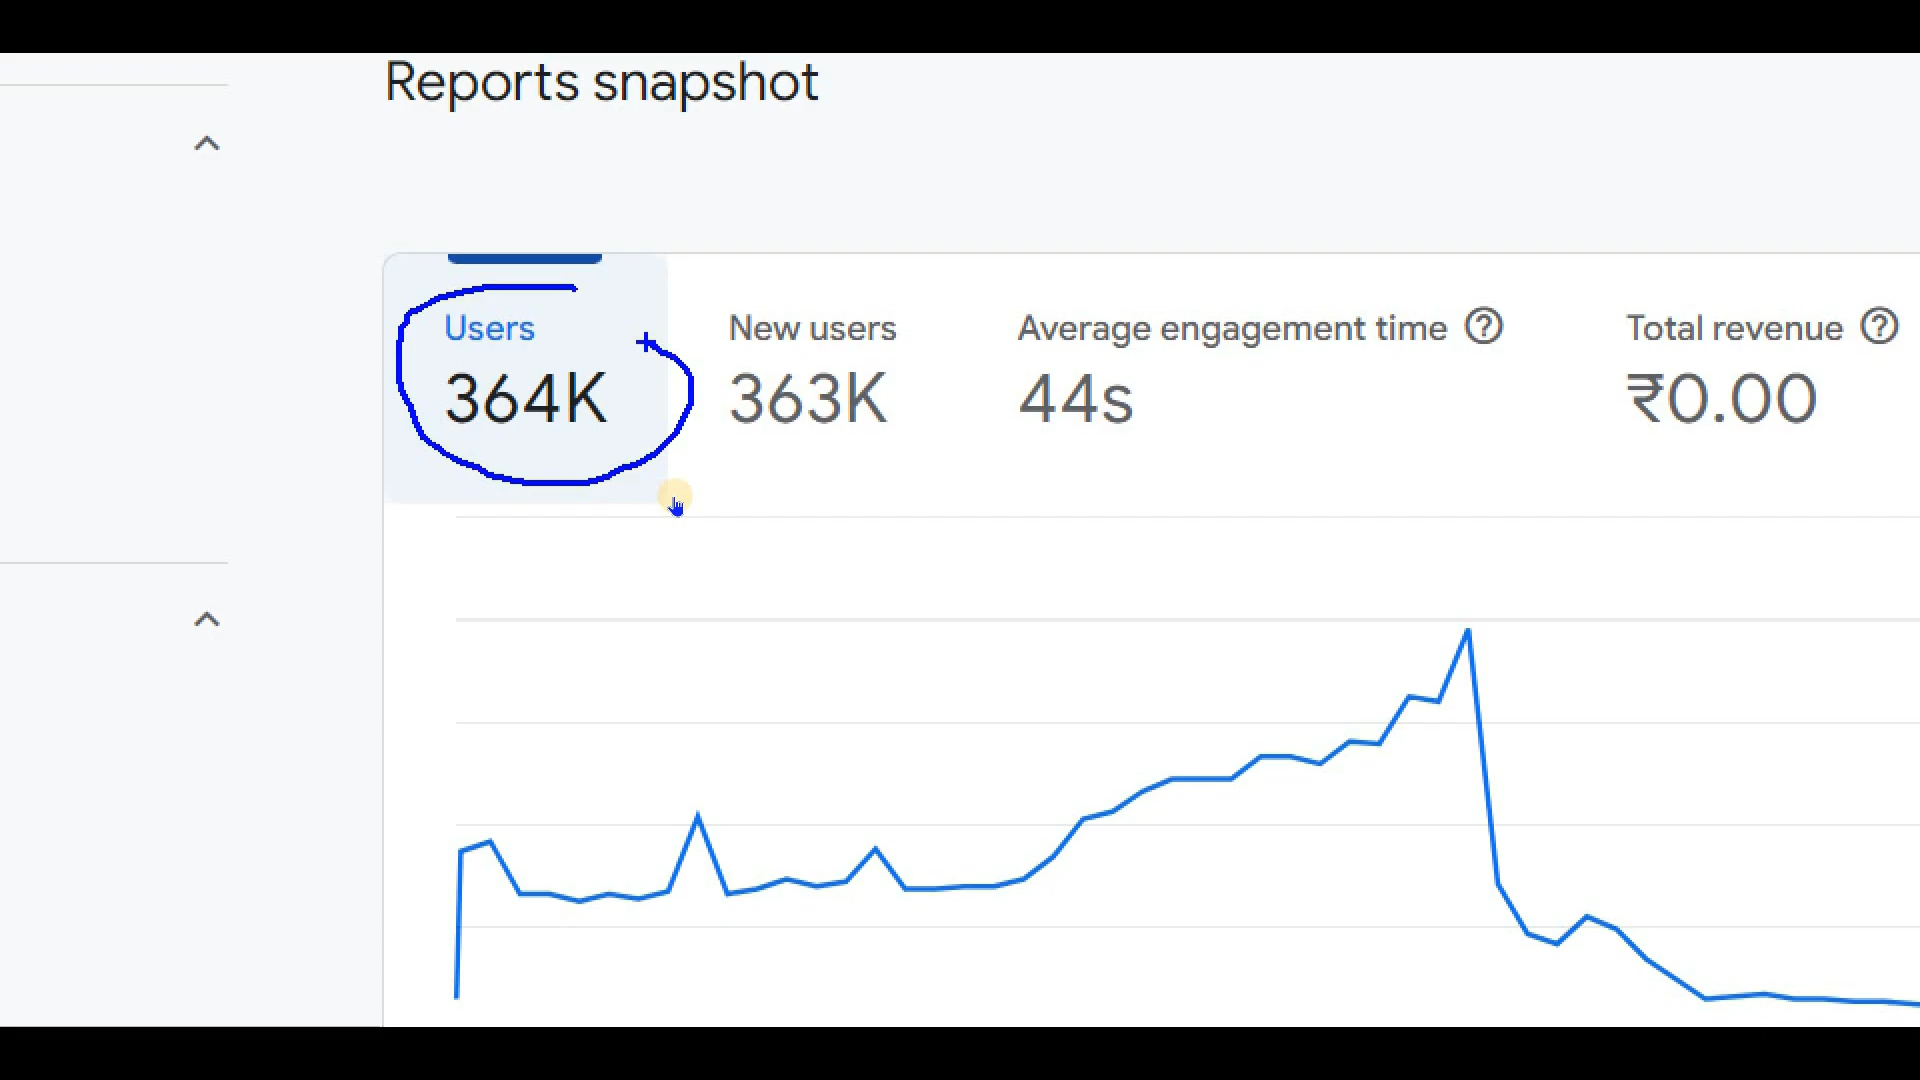 Reports snapshot
Users
364K
New users
363K
Average engagement time
44s
Total revenue
₹0.00